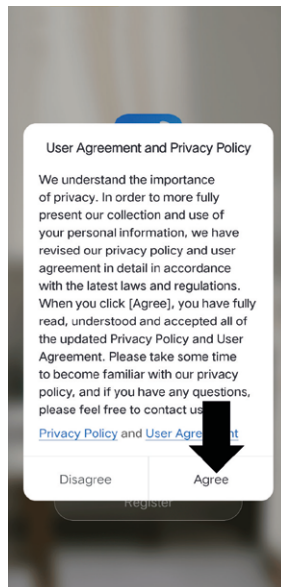 User Agreement and Privacy Policy
We understand the importance
of privacy. In order to more fully
present our collection and use of
your personal information, we have
revised our privacy policy and user
agreement in detail in accordance
with the latest laws and regulations.
When you click [Agree], you have fully
read, understood and accepted all of
the updated Privacy Policy and User
Agreement. Please take some time
to become familiar with our privacy
policy, and if you have any questions,
please feel free to contact us
Privacy Policy and User Agreement
Disagree Agree
Register